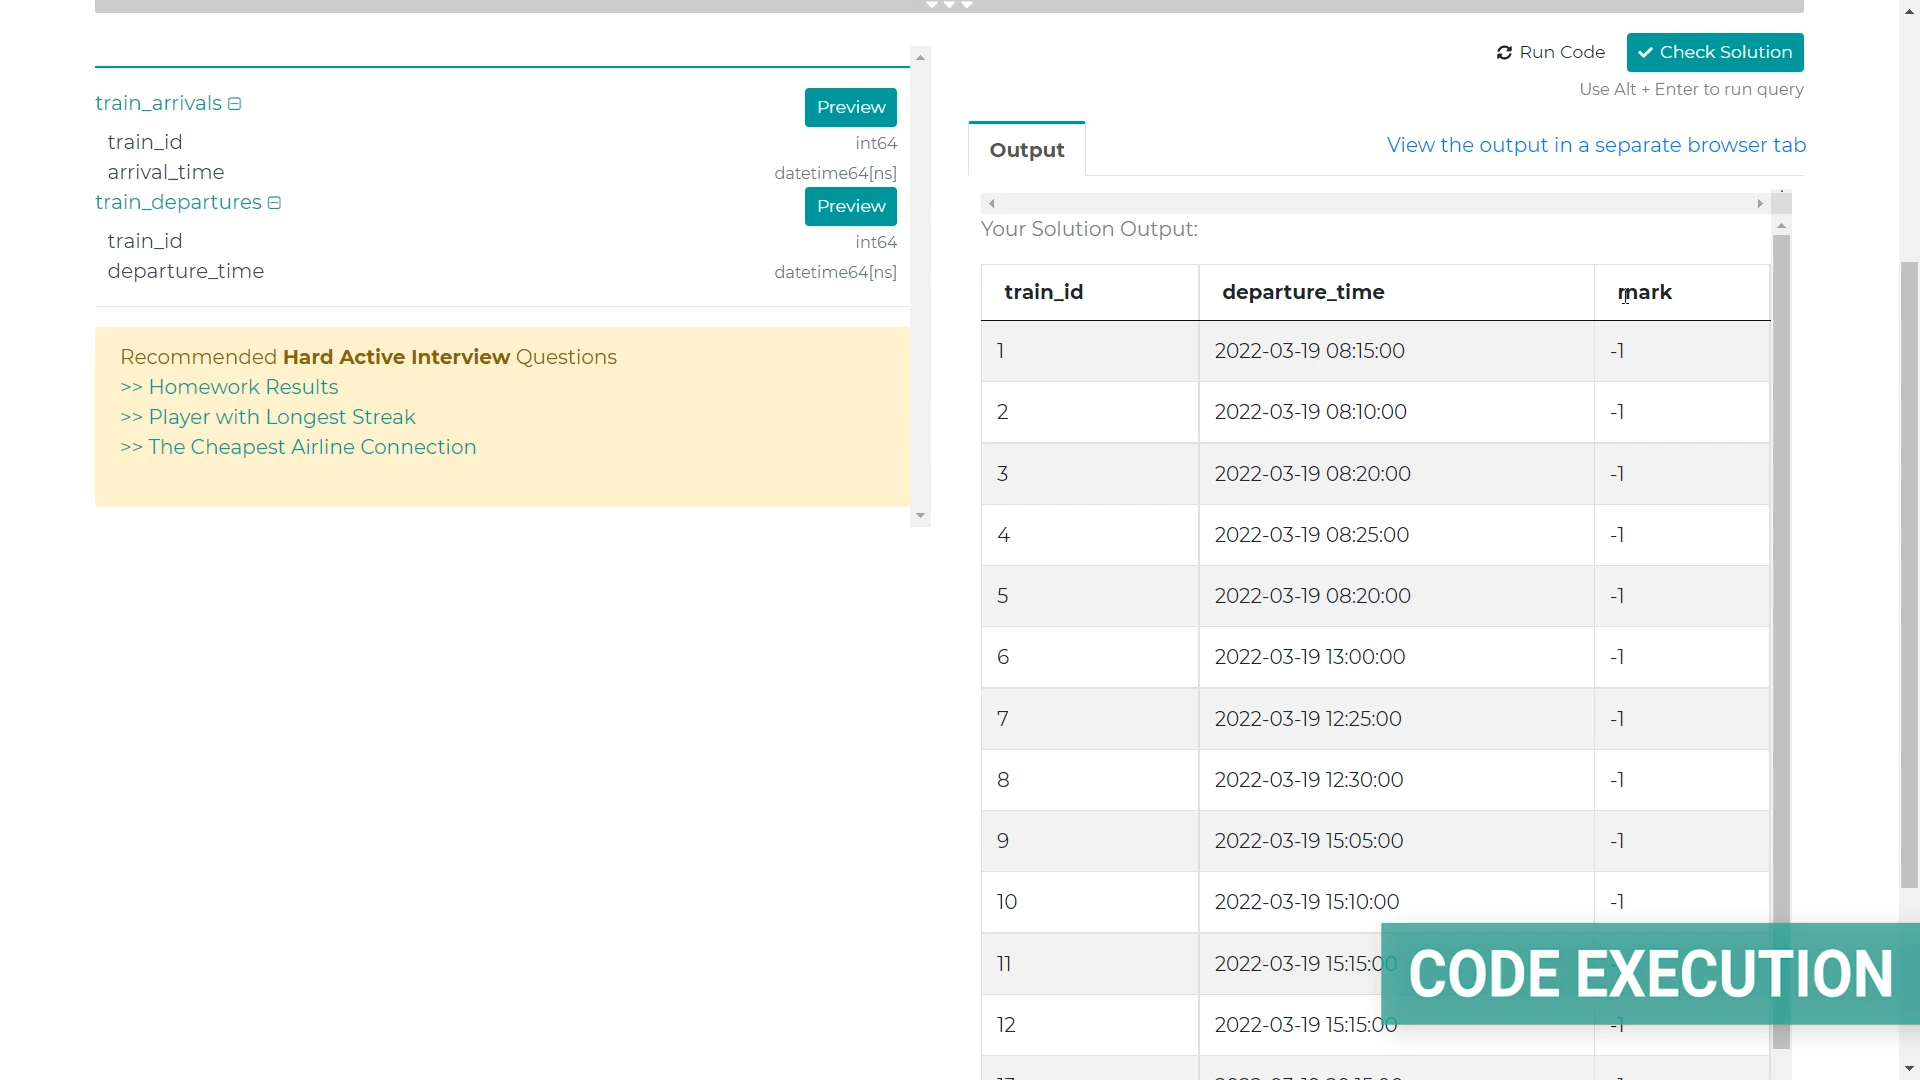 Run Code
Check Solution
Use Alt + Enter to run query
train_arrivals
Preview
train_id int64
arrival_time datetime64[ns]
train_departures
Preview
train_id int64
departure_time datetime64[ns]
Recommended Hard Active Interview Questions
>> Homework Results
>> Player with Longest Streak
>> The Cheapest Airline Connection
Output
View the output in a separate browser tab
Your Solution Output:
train_id departure_time mark
1 2022-03-19 08:15:00 -1
2 2022-03-19 08:10:00 -1
3 2022-03-19 08:20:00 -1
4 2022-03-19 08:25:00 -1
5 2022-03-19 08:20:00 -1
6 2022-03-19 13:00:00 -1
7 2022-03-19 12:25:00 -1
8 2022-03-19 12:30:00 -1
9 2022-03-19 15:05:00 -1
10 2022-03-19 15:10:00 -1
11 2022-03-19 15:15:00
12 2022-03-19 15:15:00 -1
CODE EXECUTION